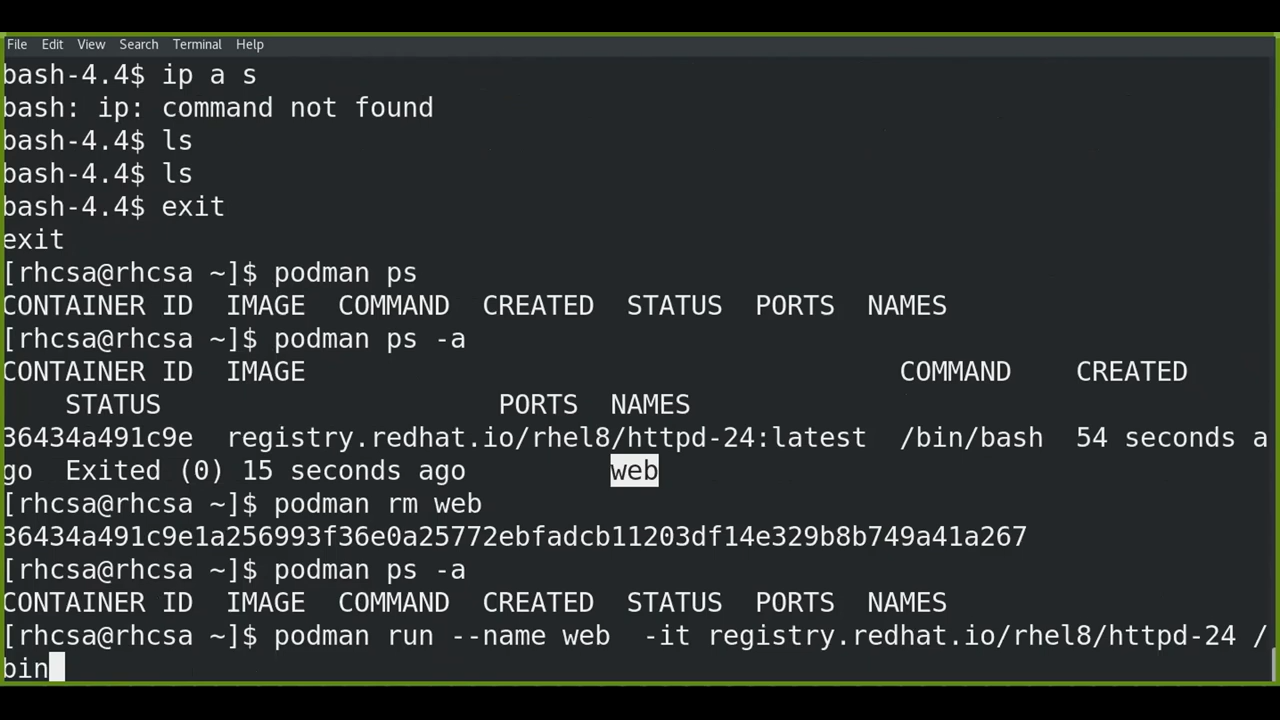 File Edit View Search Terminal Help
bash-4.4$ ip a s
bash: ip: command not found
bash-4.4$ ls
bash-4.4$ ls
bash-4.4$ exit
exit
[rhcsa@rhcsa ~]$ podman ps
CONTAINER ID  IMAGE  COMMAND  CREATED  STATUS  PORTS  NAMES
[rhcsa@rhcsa ~]$ podman ps -a
CONTAINER ID  IMAGE                                     COMMAND    CREATED
    STATUS                     PORTS  NAMES
36434a491c9e  registry.redhat.io/rhel8/httpd-24:latest  /bin/bash  54 seconds a
go  Exited (0) 15 seconds ago         web
[rhcsa@rhcsa ~]$ podman rm web
36434a491c9e1a256993f36e0a25772ebfadcb11203df14e329b8b749a41a267
[rhcsa@rhcsa ~]$ podman ps -a
CONTAINER ID  IMAGE  COMMAND  CREATED  STATUS  PORTS  NAMES
[rhcsa@rhcsa ~]$ podman run --name web  -it registry.redhat.io/rhel8/httpd-24 /
bin